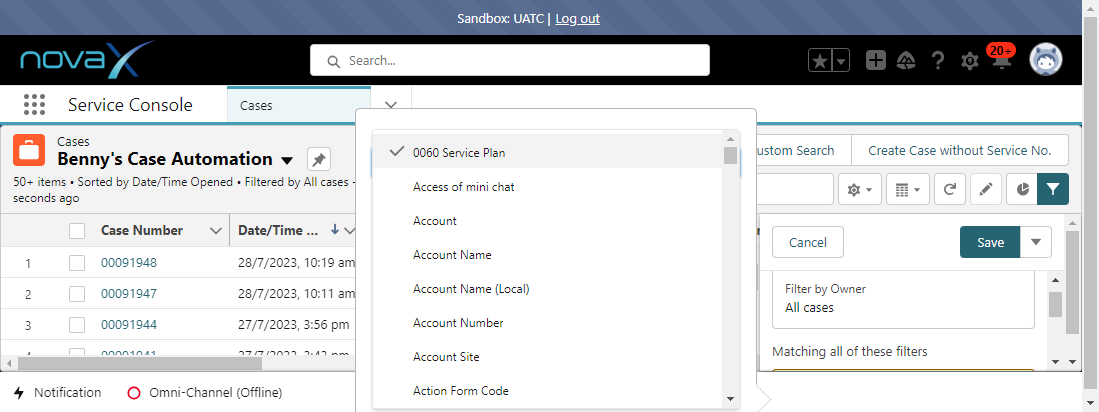 Sandbox: UATC | Log out
novax
Search...
20+
Service Console
Cases
Cases
Benny's Case Automation
50+ items • Sorted by Date/Time Opened • Filtered by All cases -
seconds ago
ustom Search
Create Case without Service No.
Case Number
Date/Time ...
1
00091948
28/7/2023, 10:19 am
2
00091947
28/7/2023, 10:11 am
3
00091944
27/7/2023, 3:56 pm
4
00091941
27/7/2023, 3:43 pm
0060 Service Plan
Access of mini chat
Account
Account Name
Account Name (Local)
Account Number
Account Site
Action Form Code
Cancel
Save
Filter by Owner
All cases
Matching all of these filters
Notification
Omni-Channel (Offline)